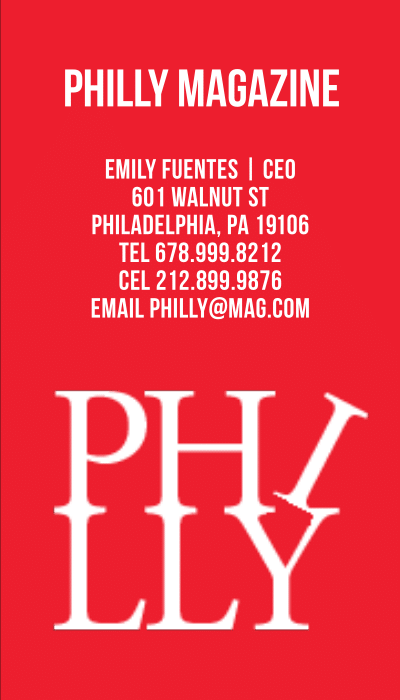 PHILLY MAGAZINE
EMILY FUENTES | CEO
601 WALNUT ST
PHILADELPHIA, PA 19106
TEL 678.999.8212
CEL 212.899.9876
EMAIL PHILLY@MAG.COM
PHI
LLY